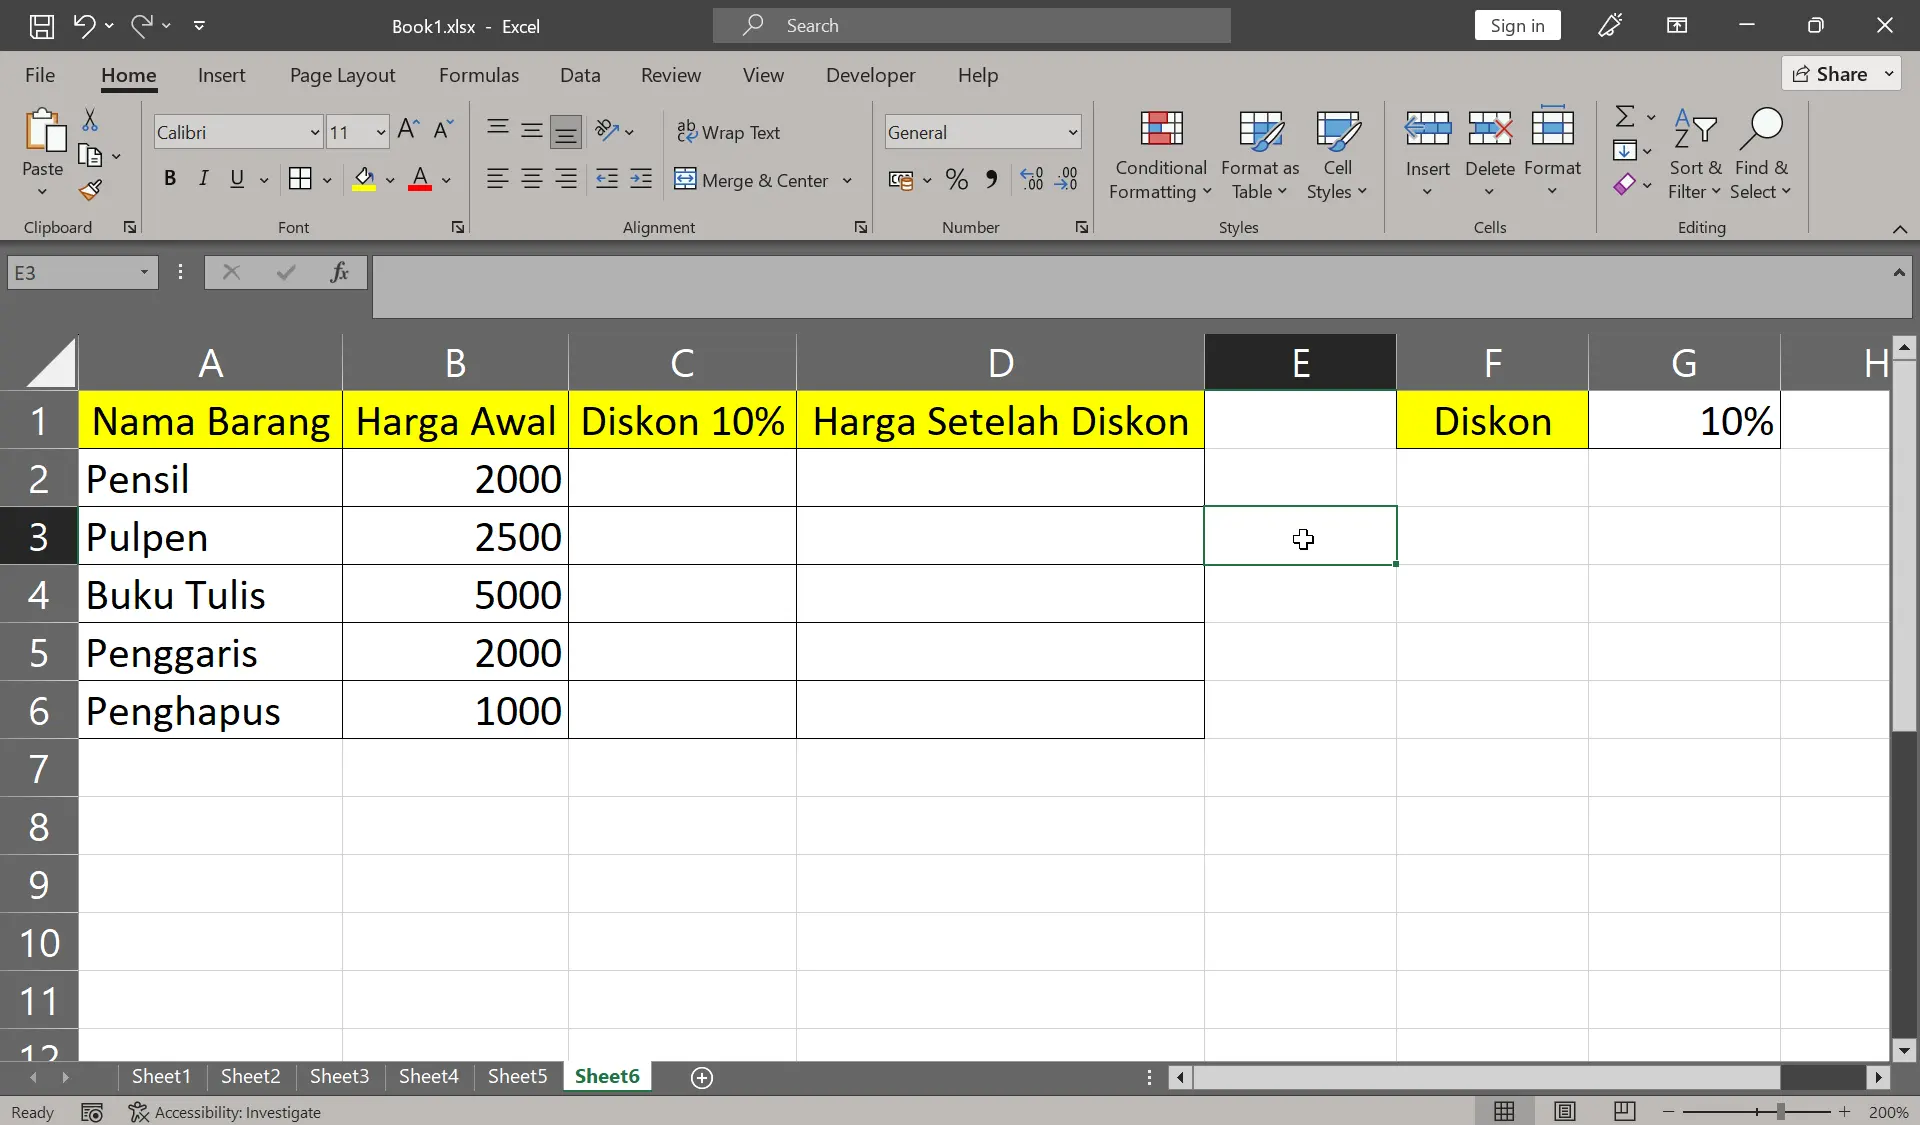 Book1.xlsx - Excel
Search
Sign in
File Home Insert Page Layout Formulas Data Review View Developer Help
Share
Calibri 11
Wrap Text
General
Paste
B I U
Merge & Center
Conditional Formatting
Format as Table
Cell Styles
Insert
Delete
Format
Sort & Filter
Find & Select
Clipboard Font Alignment Number Styles Cells Editing
E3
fx
A B C D E F G H
1 Nama Barang Harga Awal Diskon 10% Harga Setelah Diskon Diskon 10%
2 Pensil 2000
3 Pulpen 2500
4 Buku Tulis 5000
5 Penggaris 2000
6 Penghapus 1000
7
8
9
10
11
12
Sheet1 Sheet2 Sheet3 Sheet4 Sheet5 Sheet6
Ready Accessibility: Investigate 200%